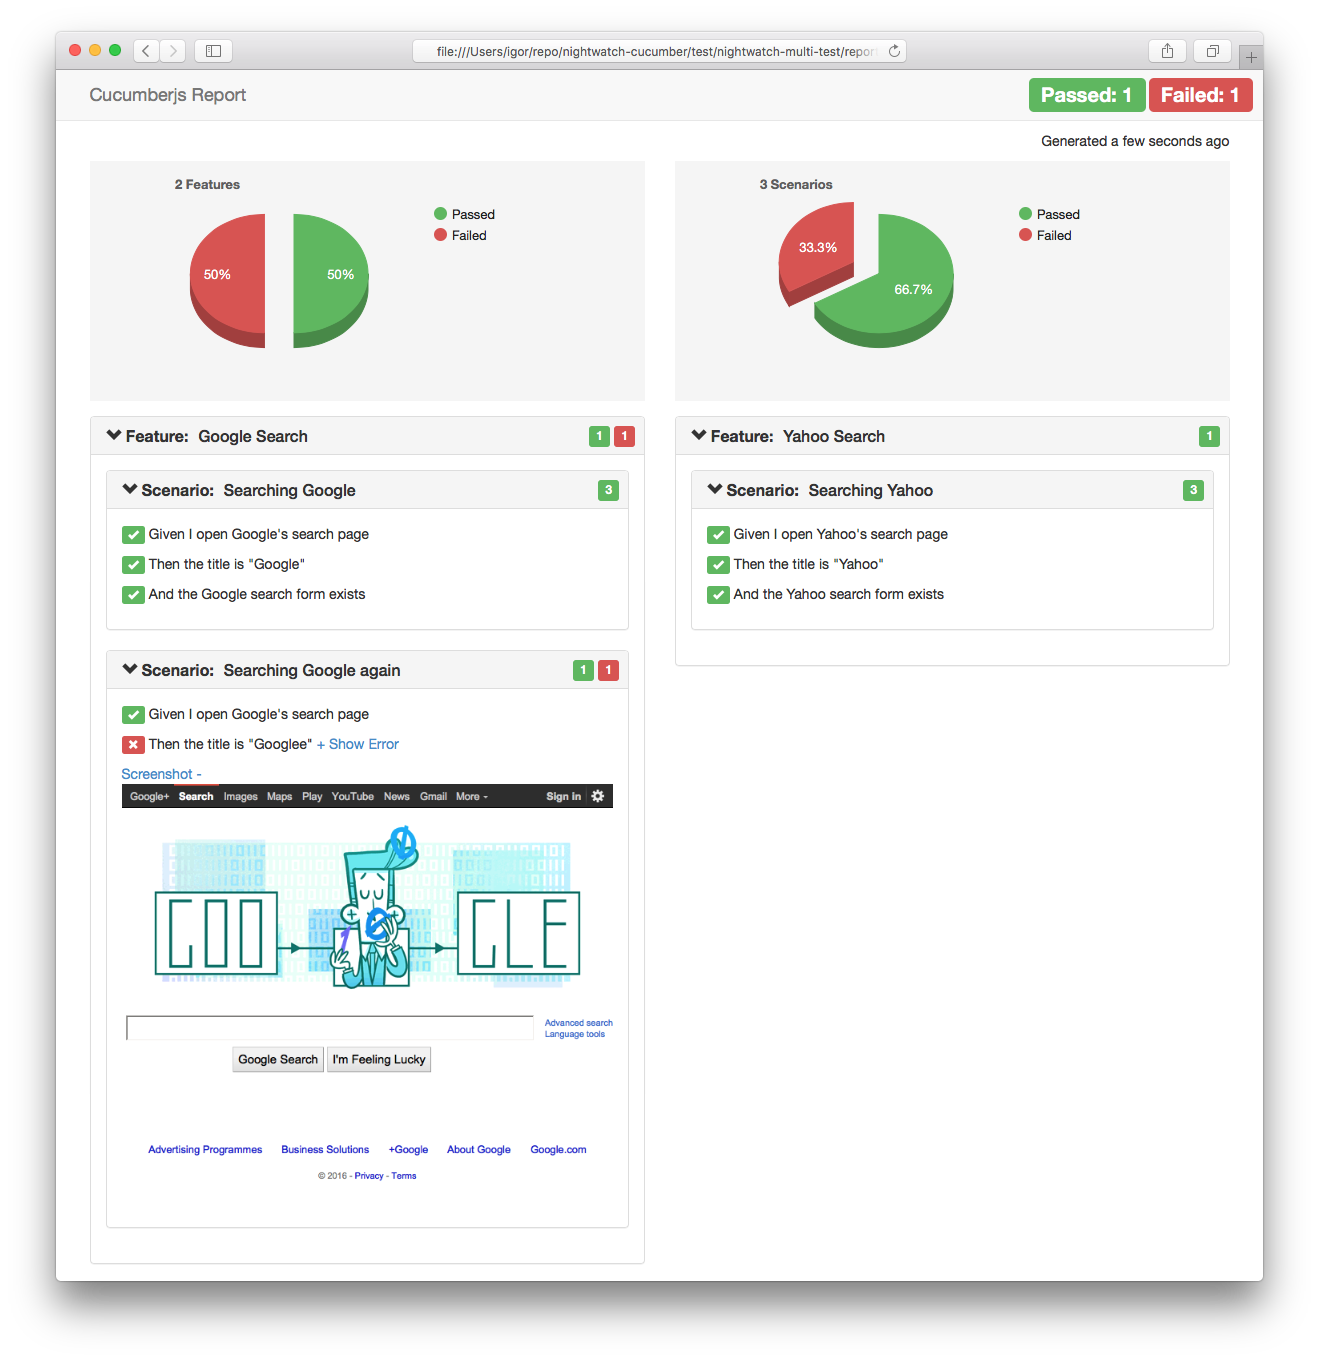 file:///Users/igor/repo/nightwatch-cucumber/test/nightwatch-multi-test/report
Cucumberjs Report
Passed: 1
Failed: 1
Generated a few seconds ago
2 Features
50%
50%
Passed
Failed
3 Scenarios
33.3%
66.7%
Passed
Failed
Feature: Google Search
1 1
Scenario: Searching Google
3
Given I open Google's search page
Then the title is "Google"
And the Google search form exists
Scenario: Searching Google again
1 1
Given I open Google's search page
Then the title is "Googlee" + Show Error
Screenshot -
Google+ Search Images Maps Play YouTube News Gmail More Sign in
GOO GLE
Advanced search
Language tools
Google Search I'm Feeling Lucky
Advertising Programmes Business Solutions +Google About Google Google.com
© 2016 - Privacy - Terms
Feature: Yahoo Search
1
Scenario: Searching Yahoo
3
Given I open Yahoo's search page
Then the title is "Yahoo"
And the Yahoo search form exists